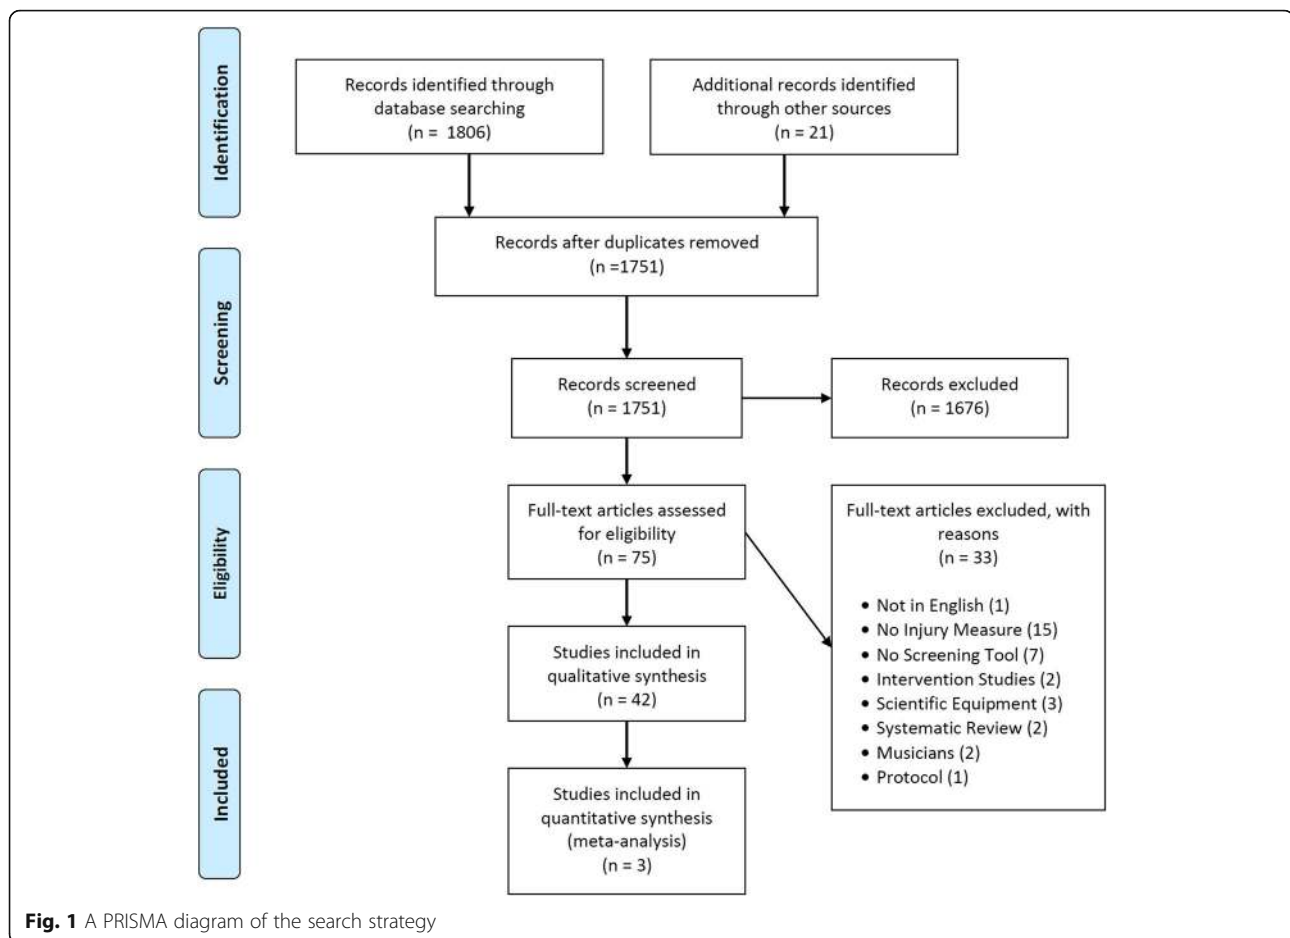 Identification
Records identified through
database searching
(n = 1806)
Additional records identified
through other sources
(n = 21)
Records after duplicates removed
(n =1751)
Screening
Records screened
(n = 1751)
Records excluded
(n = 1676)
Eligibility
Full-text articles assessed
for eligibility
(n = 75)
Full-text articles excluded, with
reasons
(n = 33)
• Not in English (1)
• No Injury Measure (15)
• No Screening Tool (7)
• Intervention Studies (2)
• Scientific Equipment (3)
• Systematic Review (2)
• Musicians (2)
• Protocol (1)
Studies included in
qualitative synthesis
(n = 42)
Included
Studies included in
quantitative synthesis
(meta-analysis)
(n = 3)
Fig. 1 A PRISMA diagram of the search strategy